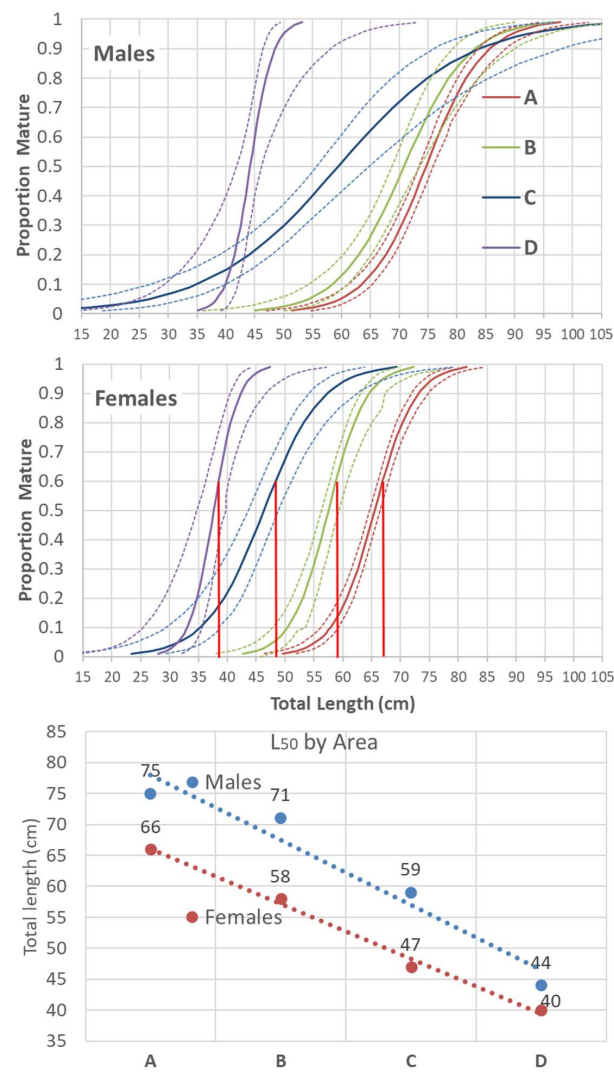 Males
Proportion Mature
1
0.9
0.8
0.7
0.6
0.5
0.4
0.3
0.2
0.1
0
15 20 25 30 35 40 45 50 55 60 65 70 75 80 85 90 95 100 105
A
B
C
D
Females
Proportion Mature
1
0.9
0.8
0.7
0.6
0.5
0.4
0.3
0.2
0.1
0
15 20 25 30 35 40 45 50 55 60 65 70 75 80 85 90 95 100 105
Total Length (cm)
L50 by Area
Total length (cm)
85
80
75
70
65
60
55
50
45
40
35
75
Males
71
66
58
59
Females
47
44
40
A B C D